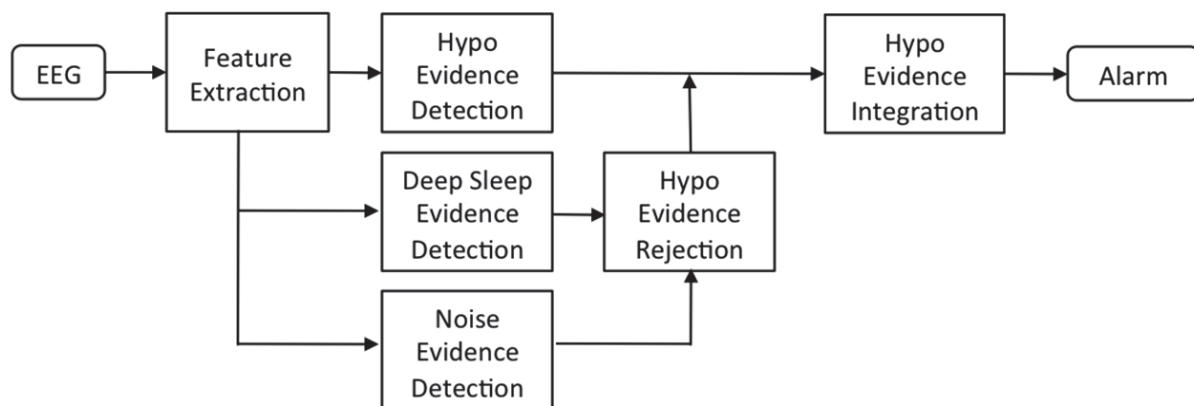 EEG
Feature
Extraction
Hypo
Evidence
Detection
Hypo
Evidence
Integration
Alarm
Deep Sleep
Evidence
Detection
Hypo
Evidence
Rejection
Noise
Evidence
Detection